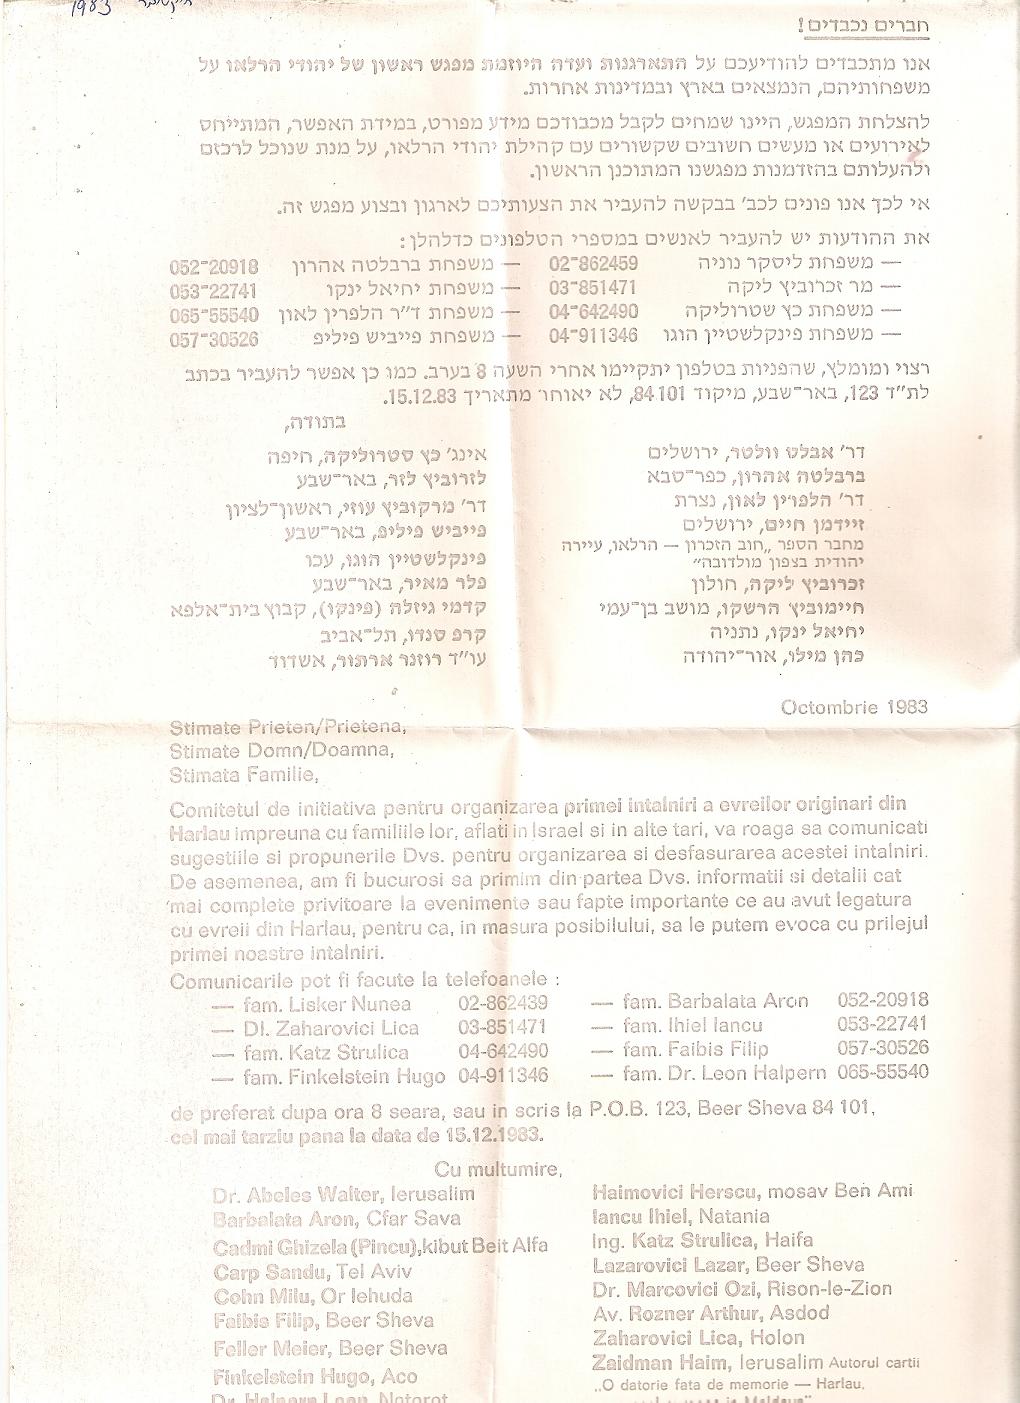 אוקטובר 1983
חברים נכבדים!
אנו מתכבדים להודיעכם על התארגנות ועדה היוזמת מפגש ראשון של יהודי הרלאו על
משפחותיהם, הנמצאים בארץ ובמדינות אחרות.
להצלחת המפגש, היינו שמחים לקבל מכבודכם מידע מפורט, במידת האפשר, המתייחס
לאירועים או מעשים חשובים שקשורים עם קהילת יהודי הרלאו, על מנת שנוכל לרכזם
ולהעלותם בהזדמנות מפגשנו המתוכנן הראשון.
אי לכך אנו פונים לכב' בבקשה להעביר את הצעותיכם לארגון ובצוע מפגש זה.
את ההודעות יש להעביר לאנשים במספרי הטלפונים כדלהלן:
— משפחת ליסקר נוניה 02-862459 — משפחת ברבלטה אהרון 052-20918
— מר זכרוביץ ליקה 03-851471 — משפחת יחיאל ינקו 053-22741
— משפחת כץ שטרוליקה 04-642490 — משפחת ד"ר הלפרין לאון 065-55540
— משפחת פינקלשטיין הוגו 04-911346 — משפחת פייביש פיליפ 057-30526
רצוי ומומלץ, שהפניות בטלפון יתקיימו אחרי השעה 8 בערב. כמו כן אפשר להעביר בכתב
לת"ד 123, באר-שבע, מיקוד 84101, לא יאוחר מתאריך 15.12.83.
בתודה,
דר' אבלס וולטר, ירושלים
ברבלטה אהרון, כפר-סבא
דר' הלפרין לאון, נצרת
זיידמן חיים, ירושלים
מחבר הספר „חוב הזכרון — הרלאו, עיירה
יהודית בצפון מולדובה"
זכרוביץ ליקה, חולון
חיימוביץ הרשקו, מושב בן-עמי
יחיאל ינקו, נתניה
כהן מילו, אור-יהודה
אינג' כץ סטרוליקה, חיפה
לזרוביץ לזר, באר-שבע
דר' מרקוביץ עוזי, ראשון-לציון
פייביש פיליפ, באר-שבע
פינקלשטיין הוגו, עכו
פלר מאיר, באר-שבע
קדמי גיזלה (פינקו), קבוץ בית-אלפא
קרפ סנדו, תל-אביב
עו"ד רוזנר ארתור, אשדוד
Octombrie 1983
Stimate Prieten/Prietena,
Stimate Domn/Doamna,
Stimata Familie,
Comitetul de initiativa pentru organizarea primei intalniri a evreilor originari din
Harlau impreuna cu familiile lor, aflati in Israel si in alte tari, va roaga sa comunicati
sugestiile si propunerile Dvs. pentru organizarea si desfasurarea acestei intalniri.
De asemenea, am fi bucurosi sa primim din partea Dvs. informatii si detalii cat
mai complete privitoare la evenimente sau fapte importante ce au avut legatura
cu evreii din Harlau, pentru ca, in masura posibilului, sa le putem evoca cu prilejul
primei noastre intalniri.
Comunicarile pot fi facute la telefoanele :
— fam. Lisker Nunea 02-862439 — fam. Barbalata Aron 052-20918
— Dl. Zaharovici Lica 03-851471 — fam. Ihiel Iancu 053-22741
— fam. Katz Strulica 04-642490 — fam. Faibis Filip 057-30526
— fam. Finkelstein Hugo 04-911346 — fam. Dr. Leon Halpern 065-55540
de preferat dupa ora 8 seara, sau in scris la P.O.B. 123, Beer Sheva 84 101,
cel mai tarziu pana la data de 15.12.1983.
Cu multumire,
Dr. Abeles Walter, Ierusalim
Barbalata Aron, Cfar Sava
Cadmi Ghizela (Pincu),kibut Beit Alfa
Carp Sandu, Tel Aviv
Cohn Milu, Or Iehuda
Faibis Filip, Beer Sheva
Feller Meier, Beer Sheva
Finkelstein Hugo, Aco
Dr. Halpern Leon,
Haimovici Herscu, mosav Ben Ami
Iancu Ihiel, Natania
Ing. Katz Strulica, Haifa
Lazarovici Lazar, Beer Sheva
Dr. Marcovici Ozi, Rison-le-Zion
Av. Rozner Arthur, Asdod
Zaharovici Lica, Holon
Zaidman Haim, Ierusalim Autorul cartii
„O datorie fata de memorie — Harlau,
in Moldova"